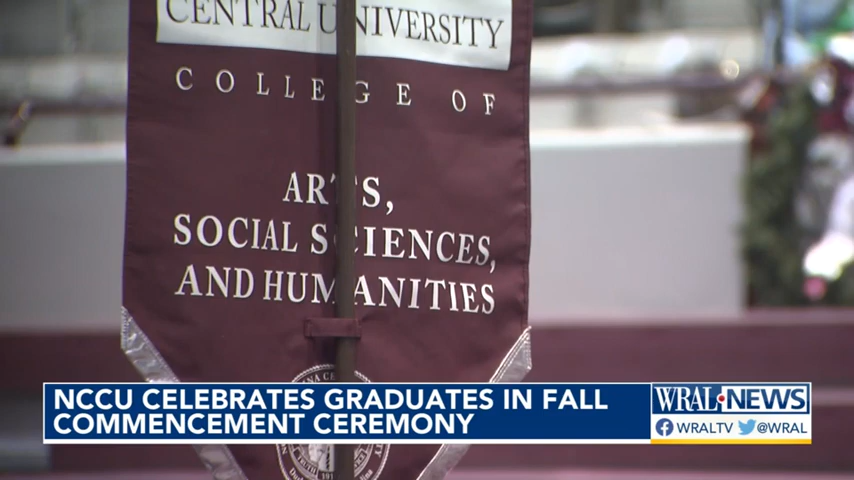 CENTRAL UNIVERSITY
COLLEGE OF
ARTS,
SOCIAL SCIENCES,
AND HUMANITIES
NCCU CELEBRATES GRADUATES IN FALL
COMMENCEMENT CEREMONY
WRAL NEWS
WRALTV @WRAL